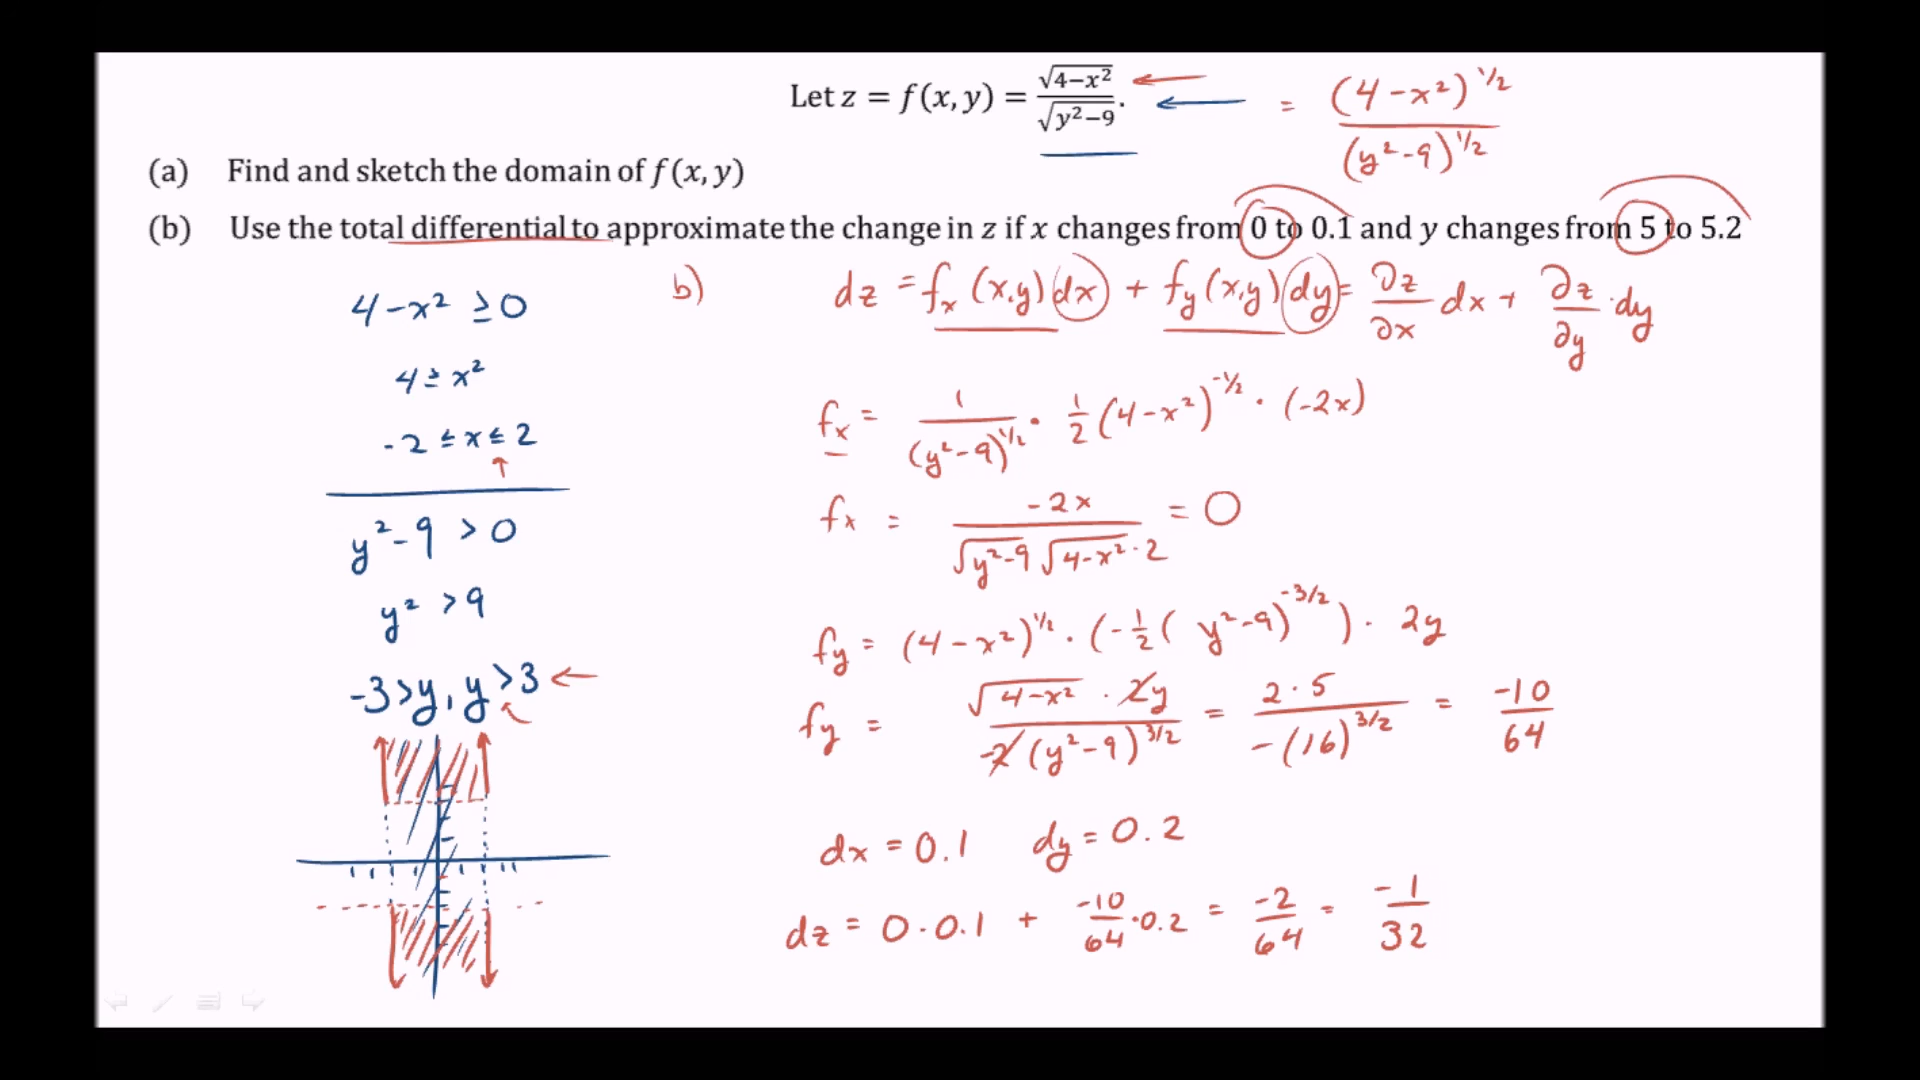 Let z = f(x, y) = √(4−x²) / √(y²−9). = (4-x²)^1/2 / (y²-9)^1/2
(a) Find and sketch the domain of f(x, y)
(b) Use the total differential to approximate the change in z if x changes from 0 to 0.1 and y changes from 5 to 5.2
4-x² ≥ 0
4 ≥ x²
-2 ≤ x ≤ 2
y²-9 > 0
y² > 9
-3 > y, y > 3
b) dz = fx (x,y) dx + fy (x,y) dy = ∂z/∂x dx + ∂z/∂y · dy
fx = 1/(y²-9)^1/2 · 1/2 (4-x²)^-1/2 · (-2x)
fx = -2x / √(y²-9) √(4-x²) · 2 = 0
fy = (4-x²)^1/2 · (-1/2 ( y²-9)^-3/2 ) · 2y
fy = √(4-x²) · 2y / -2 (y²-9)^3/2 = 2·5 / -(16)^3/2 = -10/64
dx = 0.1 dy = 0.2
dz = 0·0.1 + -10/64 · 0.2 = -2/64 = -1/32